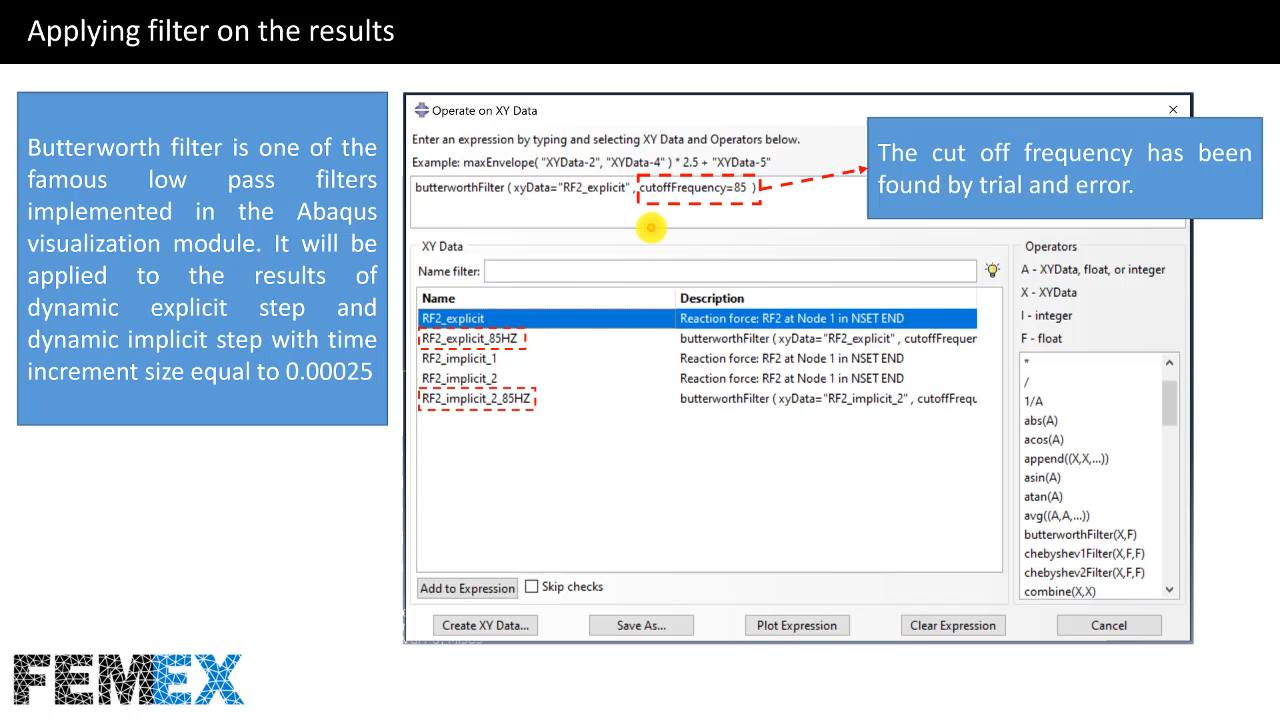 Applying filter on the results
Butterworth filter is one of the
famous low pass filters
implemented in the Abaqus
visualization module. It will be
applied to the results of
dynamic explicit step and
dynamic implicit step with time
increment size equal to 0.00025
Operate on XY Data
Enter an expression by typing and selecting XY Data and Operators below.
Example: maxEnvelope( "XYData-2", "XYData-4" ) * 2.5 + "XYData-5"
butterworthFilter ( xyData="RF2_explicit" , cutoffFrequency=85 )
The cut off frequency has been
found by trial and error.
XY Data
Name filter:
Name Description
RF2_explicit Reaction force: RF2 at Node 1 in NSET END
RF2_explicit_85HZ butterworthFilter ( xyData="RF2_explicit" , cutoffFrequen
RF2_implicit_1 Reaction force: RF2 at Node 1 in NSET END
RF2_implicit_2 Reaction force: RF2 at Node 1 in NSET END
RF2_implicit_2_85HZ butterworthFilter ( xyData="RF2_implicit_2" , cutoffFrequ
Add to Expression
Skip checks
Operators
A - XYData, float, or integer
X - XYData
I - integer
F - float
*
/
1/A
abs(A)
acos(A)
append((X,X,...))
asin(A)
atan(A)
avg((A,A,...))
butterworthFilter(X,F)
chebyshev1Filter(X,F,F)
chebyshev2Filter(X,F,F)
combine(X,X)
Create XY Data... Save As... Plot Expression Clear Expression Cancel
FEMEX